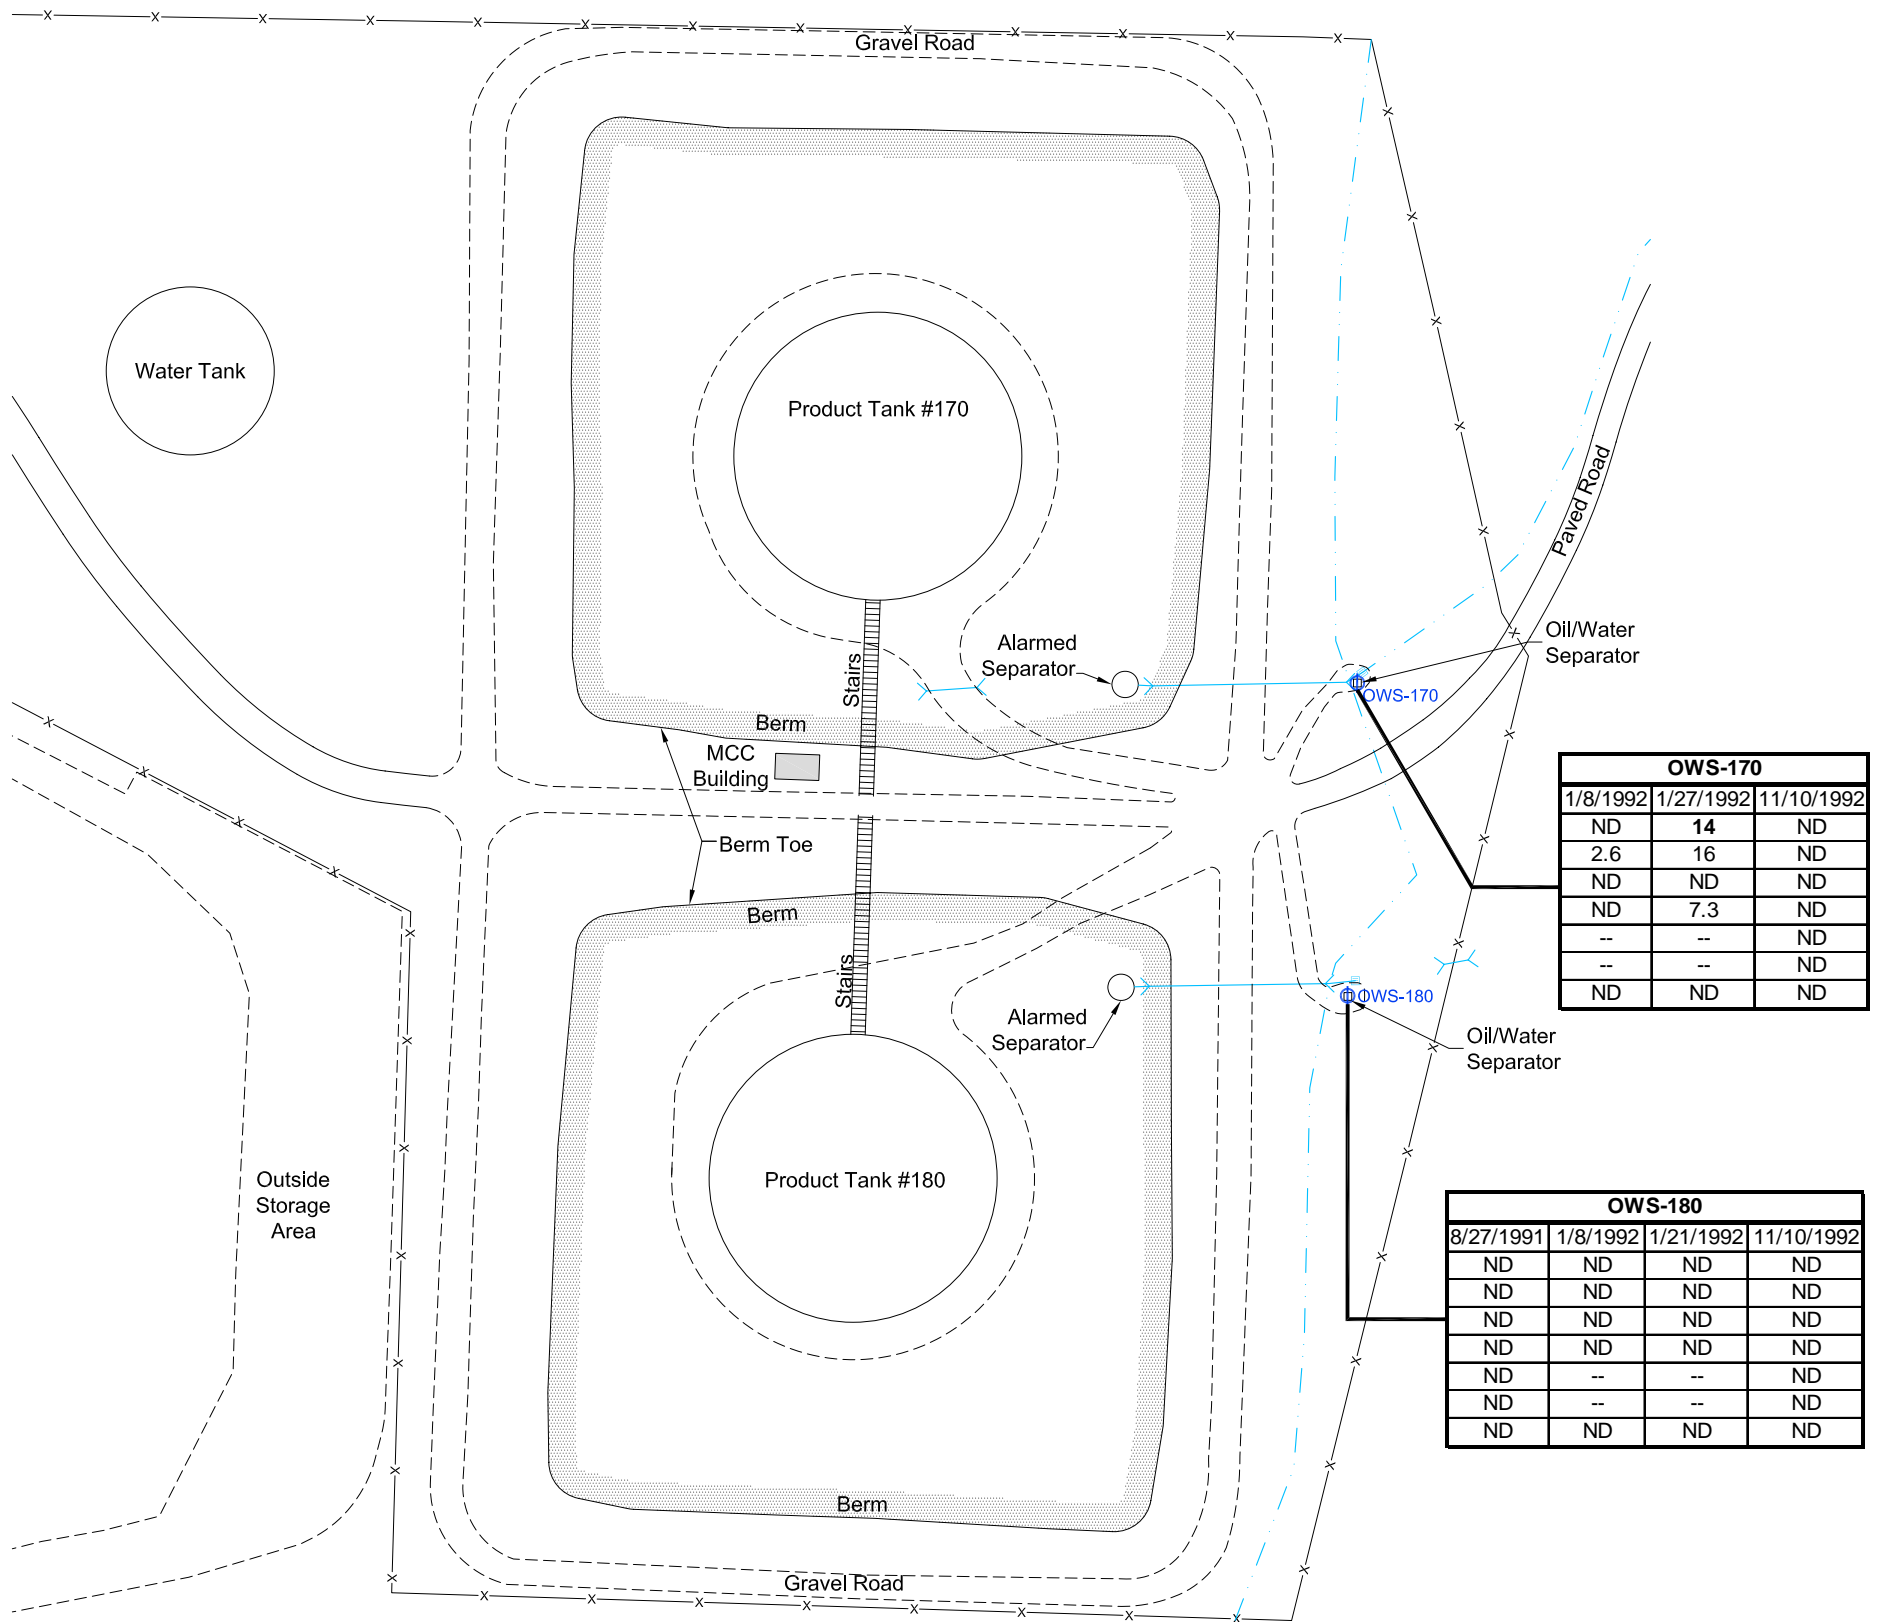 Gravel Road
Water Tank
Product Tank #170
Paved Road
Alarmed
Separator
Oil/Water
Separator
OWS-170
Stairs
Berm
MCC
Building
Berm Toe
OWS-170
1/8/1992 1/27/1992 11/10/1992
ND 14 ND
2.6 16 ND
ND ND ND
ND 7.3 ND
-- -- ND
-- -- ND
ND ND ND
Berm
Stairs
OWS-180
Alarmed
Separator
Oil/Water
Separator
Product Tank #180
Outside
Storage
Area
OWS-180
8/27/1991 1/8/1992 1/21/1992 11/10/1992
ND ND ND ND
ND ND ND ND
ND ND ND ND
ND ND ND ND
ND -- -- ND
ND -- -- ND
ND ND ND ND
Berm
Gravel Road